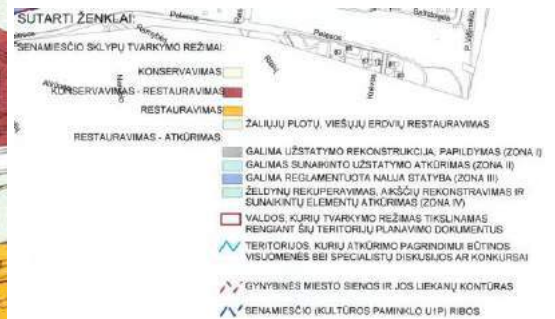 SUTARTI ŽENKLAI:
Pelesos
Pelesos
SENAMIESČIO SKLYPŲ TVARKYMO REŽIMAI:
KONSERVAVIMAS
KONSERVAVIMAS - RESTAURAVIMAS
RESTAURAVIMAS
ŽALIŲJŲ PLOTŲ, VIEŠŲJŲ ERDVIŲ RESTAURAVIMAS
RESTAURAVIMAS - ATKŪRIMAS:
GALIMA UŽSTATYMO REKONSTRUKCIJA, PAPILDYMAS (ZONA I)
GALIMAS SUNAIKINTO UŽSTATYMO ATKŪRIMAS (ZONA II)
GALIMA REGLAMENTUOTA NAUJA STATYBA (ZONA III)
ŽELDYNŲ REKUPERAVIMAS, AIKŠČIŲ REKONSTRAVIMAS IR
SUNAIKINTŲ ELEMENTŲ ATKŪRIMAS (ZONA IV)
VALDOS, KURIŲ TVARKYMO REŽIMAS TIKSLINAMAS
RENGIANT ŠIŲ TERITORIJŲ PLANAVIMO DOKUMENTUS
TERITORIJOS, KURIŲ ATKŪRIMO PAGRINDIMUI BŪTINOS
VISUOMENĖS BEI SPECIALISTŲ DISKUSIJOS AR KONKURSAI
GYNYBINĖS MIESTO SIENOS IR JOS LIEKANŲ KONTŪRAS
SENAMIESČIO (KULTŪROS PAMINKLO U1P) RIBOS